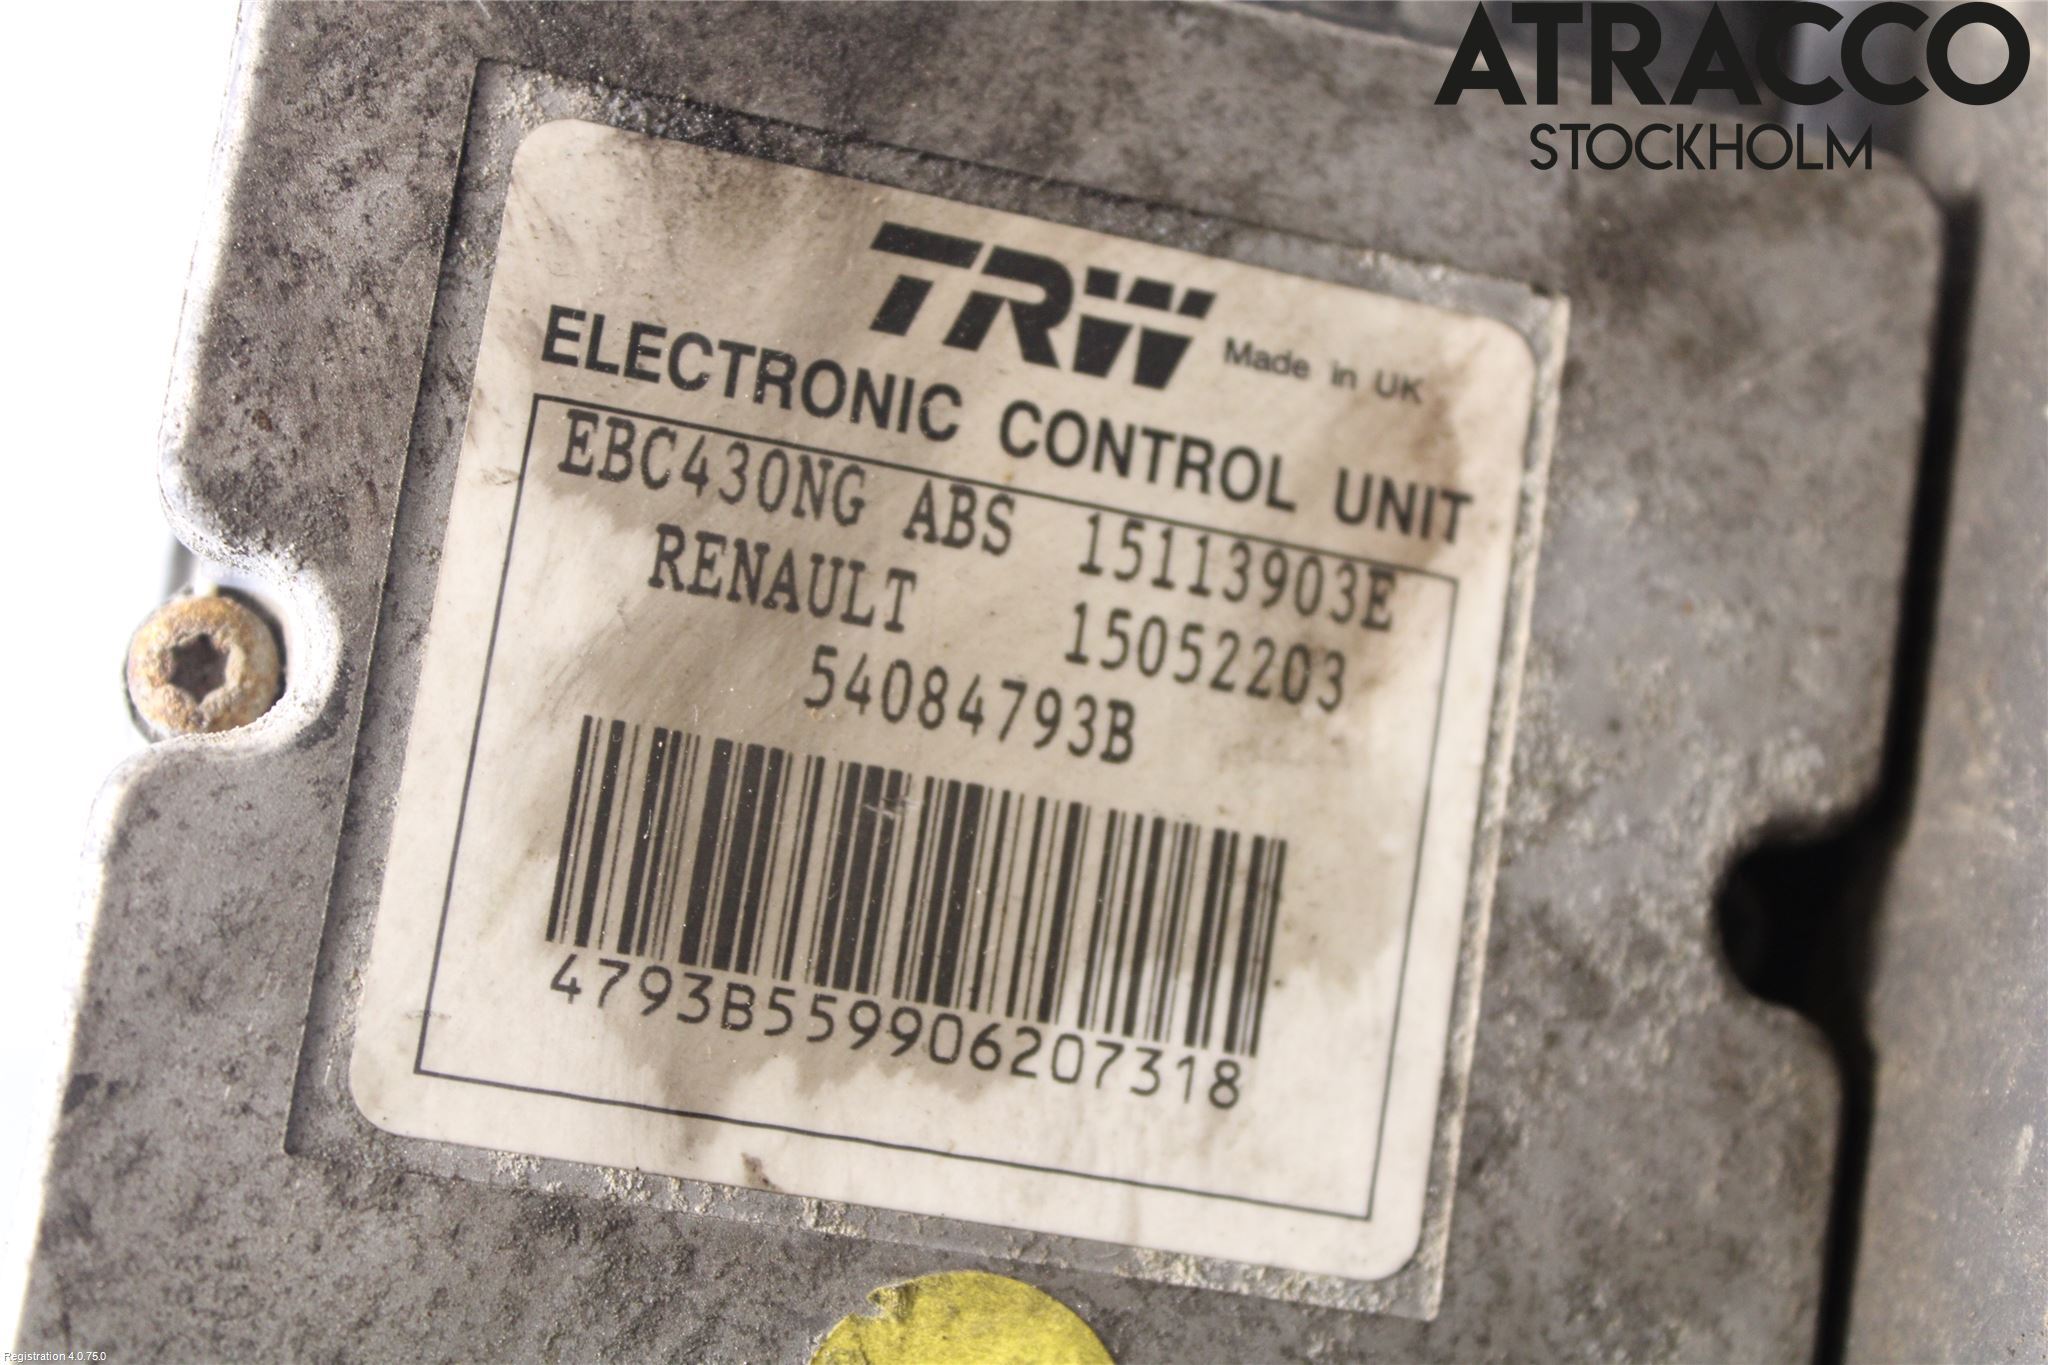 ATRACCO
STOCKHOLM
TRW Made in UK
ELECTRONIC CONTROL UNIT
EBC430NG ABS 15113903E
RENAULT 15052203
54084793B
4793B559906207318
Registration 4.0.75.0